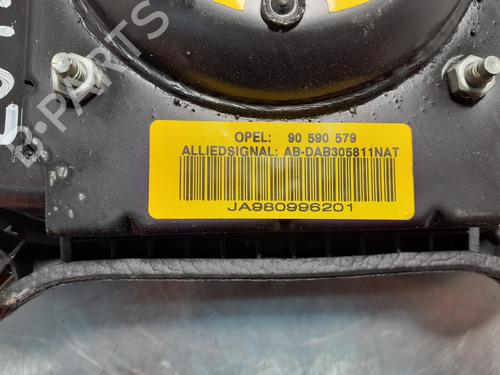 B-PARTS
OPEL: 90 590 579
ALLIEDSIGNAL: AB-DAB305811NAT
JA980996201